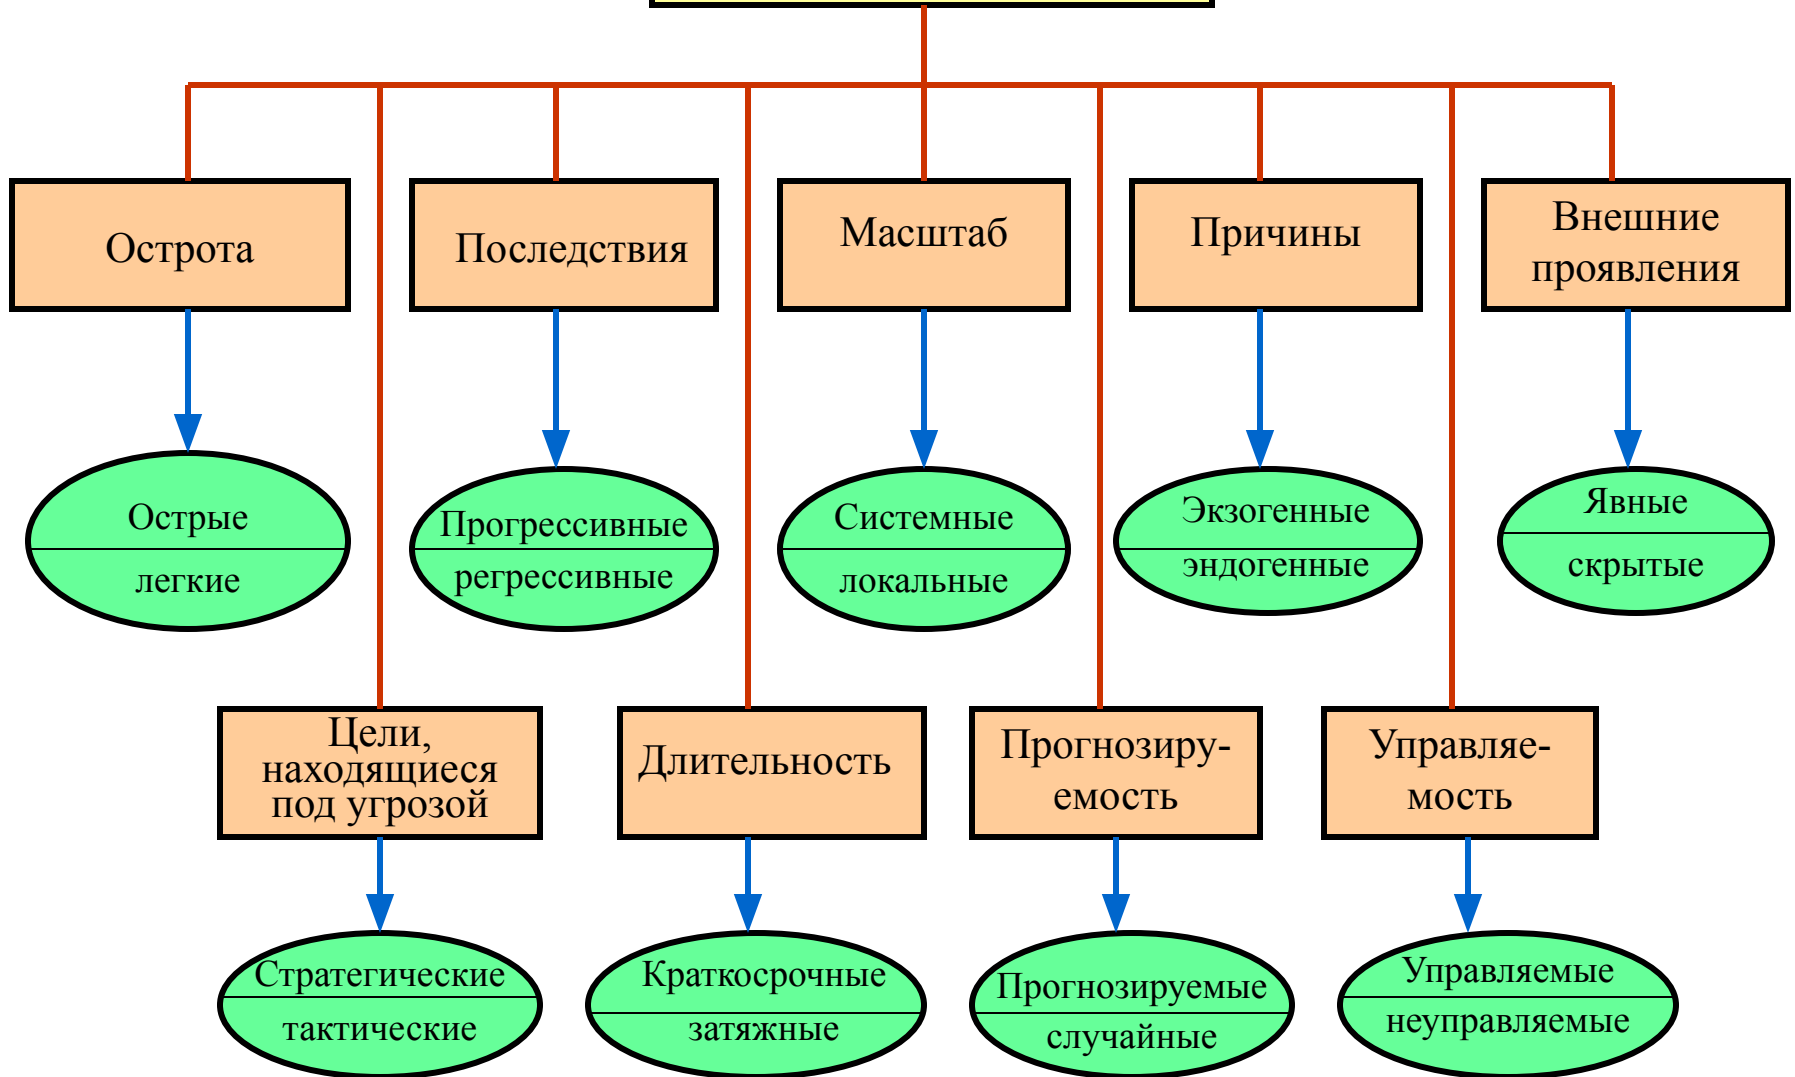 Острота
Последствия
Масштаб
Причины
Внешние
проявления
Острые
легкие
Прогрессивные
регрессивные
Системные
локальные
Экзогенные
эндогенные
Явные
скрытые
Цели,
находящиеся
под угрозой
Длительность
Прогнозиру-
емость
Управляе-
мость
Стратегические
тактические
Краткосрочные
затяжные
Прогнозируемые
случайные
Управляемые
неуправляемые